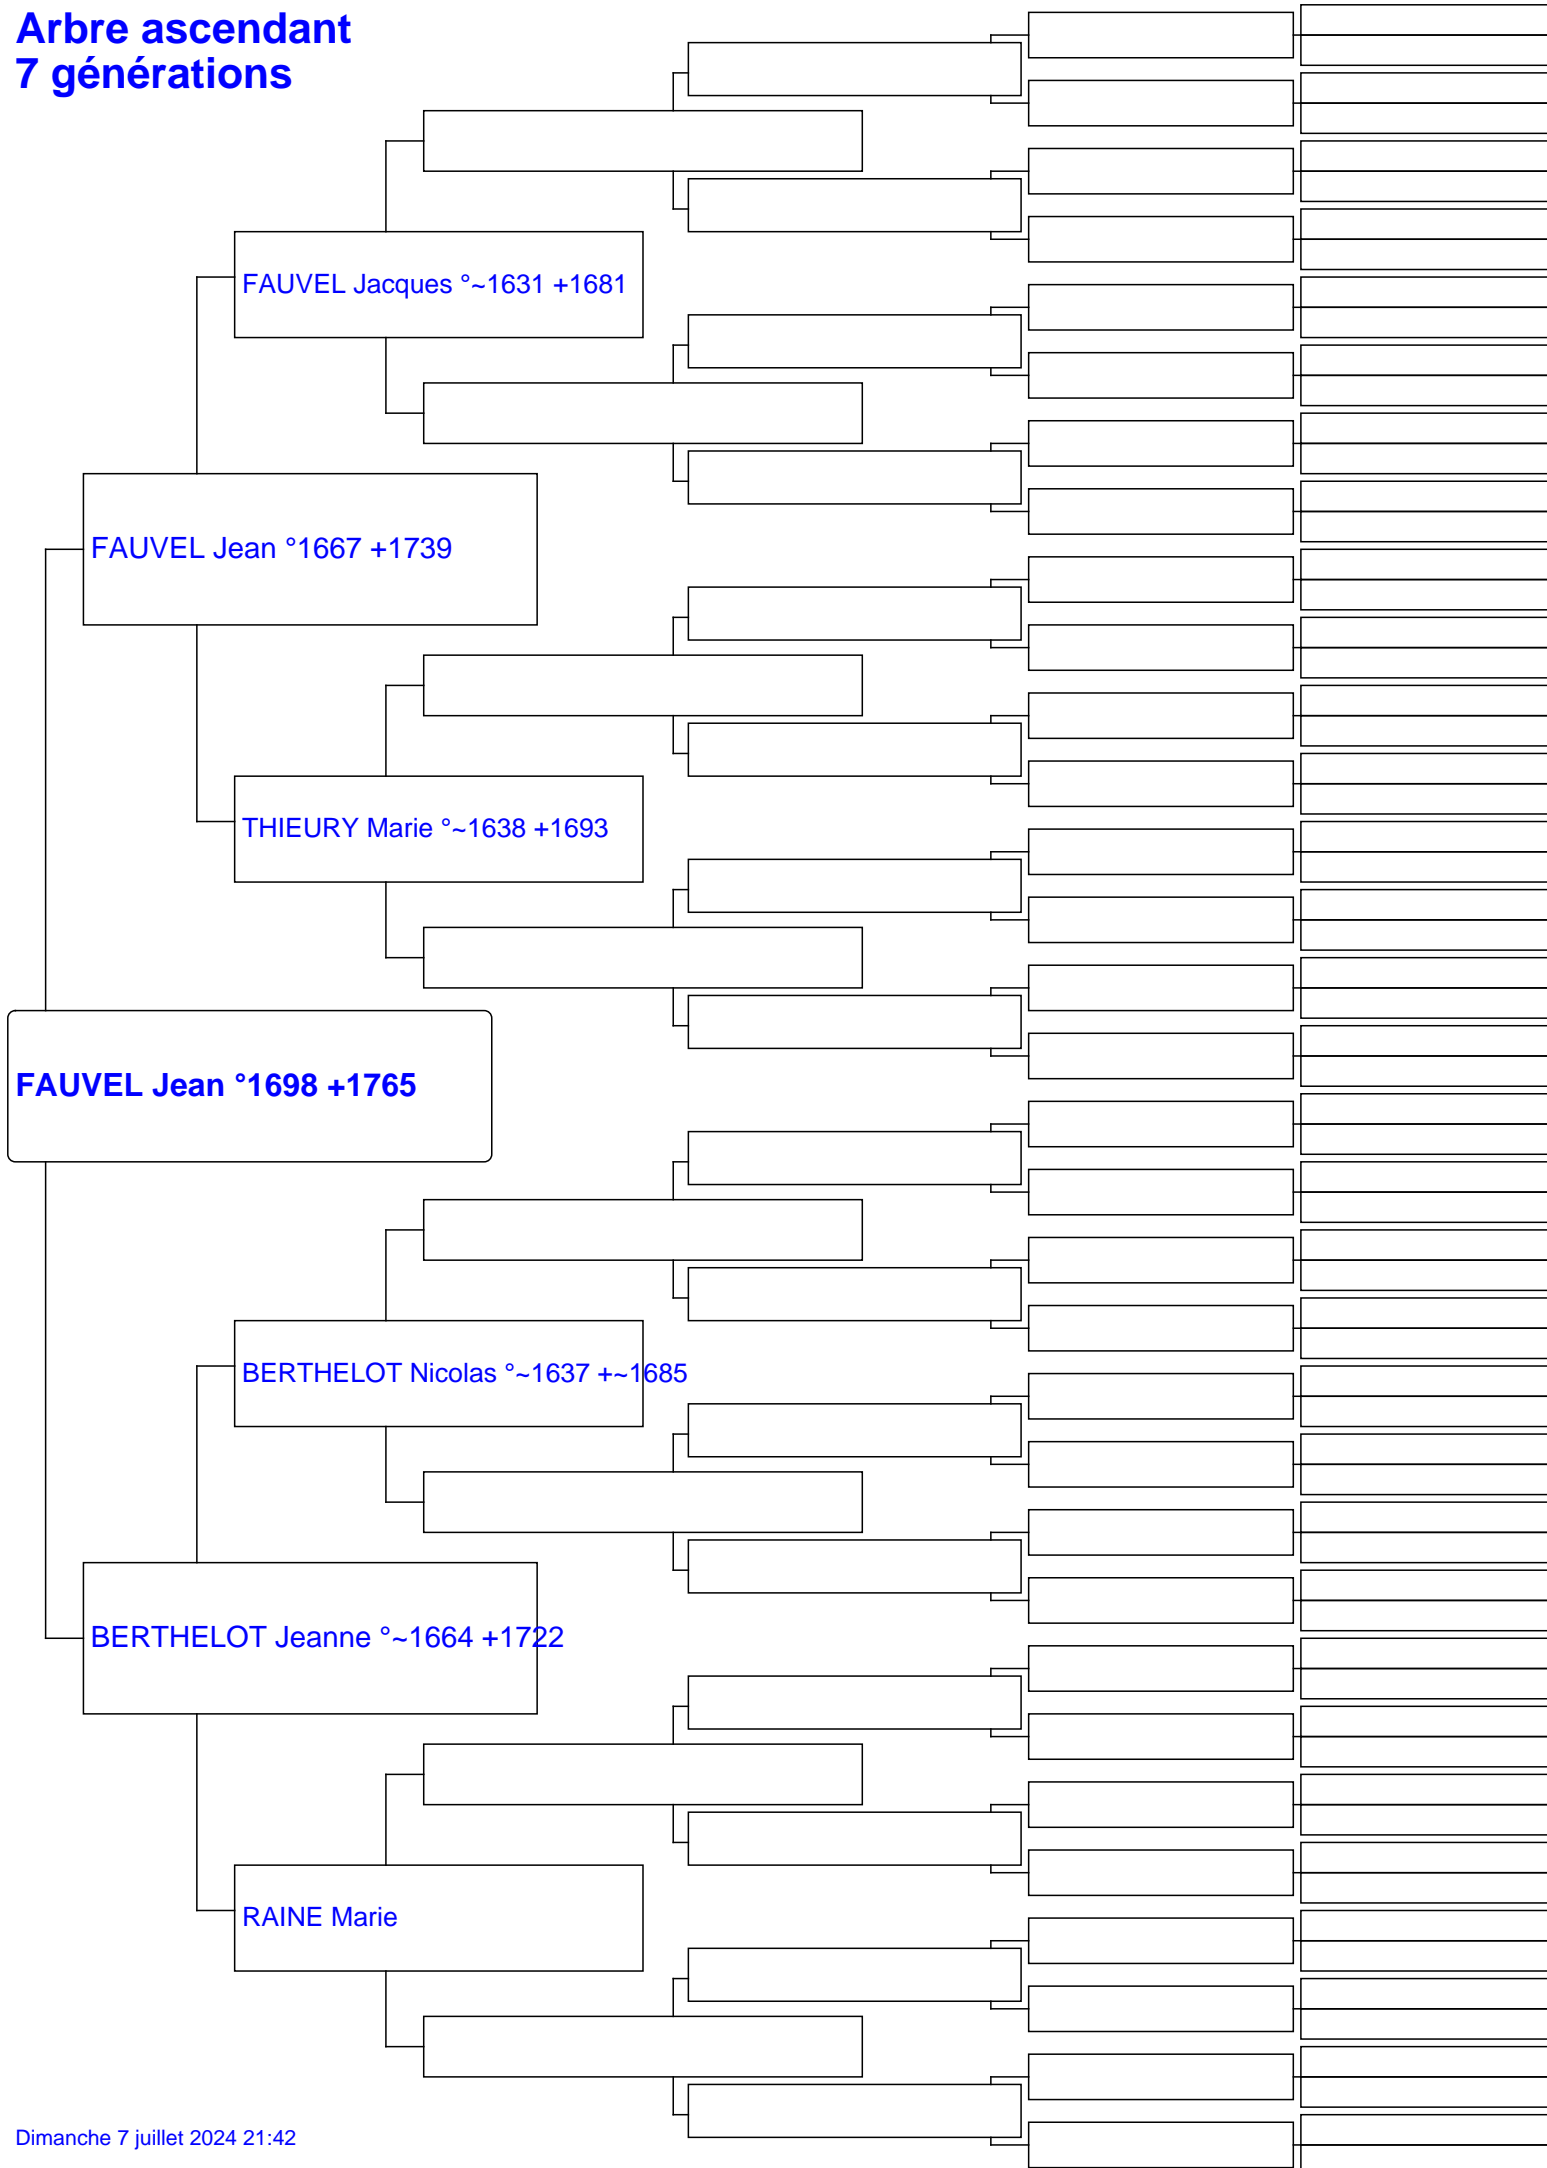 Arbre ascendant
7 générations
FAUVEL Jacques °~1631 +1681
FAUVEL Jean °1667 +1739
THIEURY Marie °~1638 +1693
FAUVEL Jean °1698 +1765
BERTHELOT Nicolas °~1637 +~1685
BERTHELOT Jeanne °~1664 +1722
RAINE Marie
Dimanche 7 juillet 2024 21:42